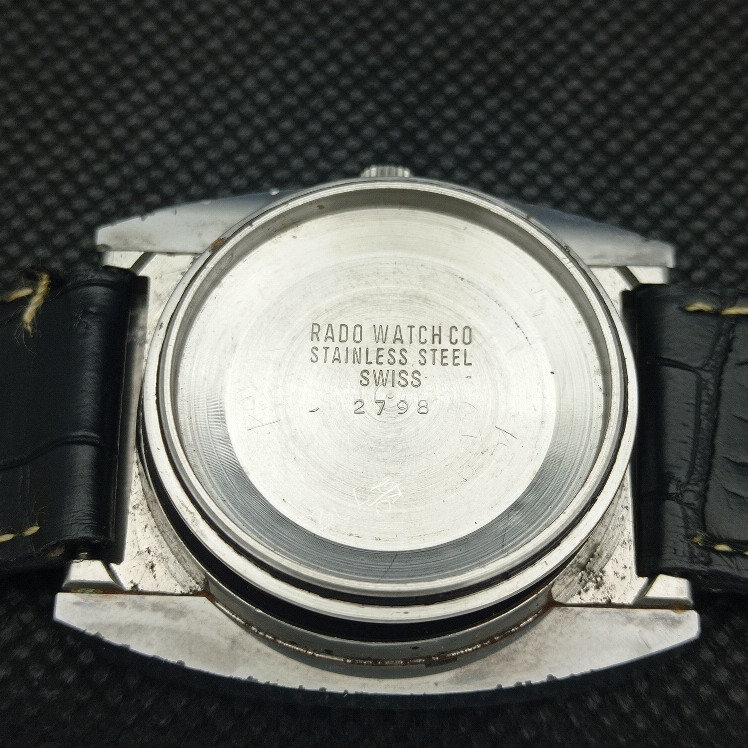 RADO WATCH CO
STAINLESS STEEL
SWISS
2798